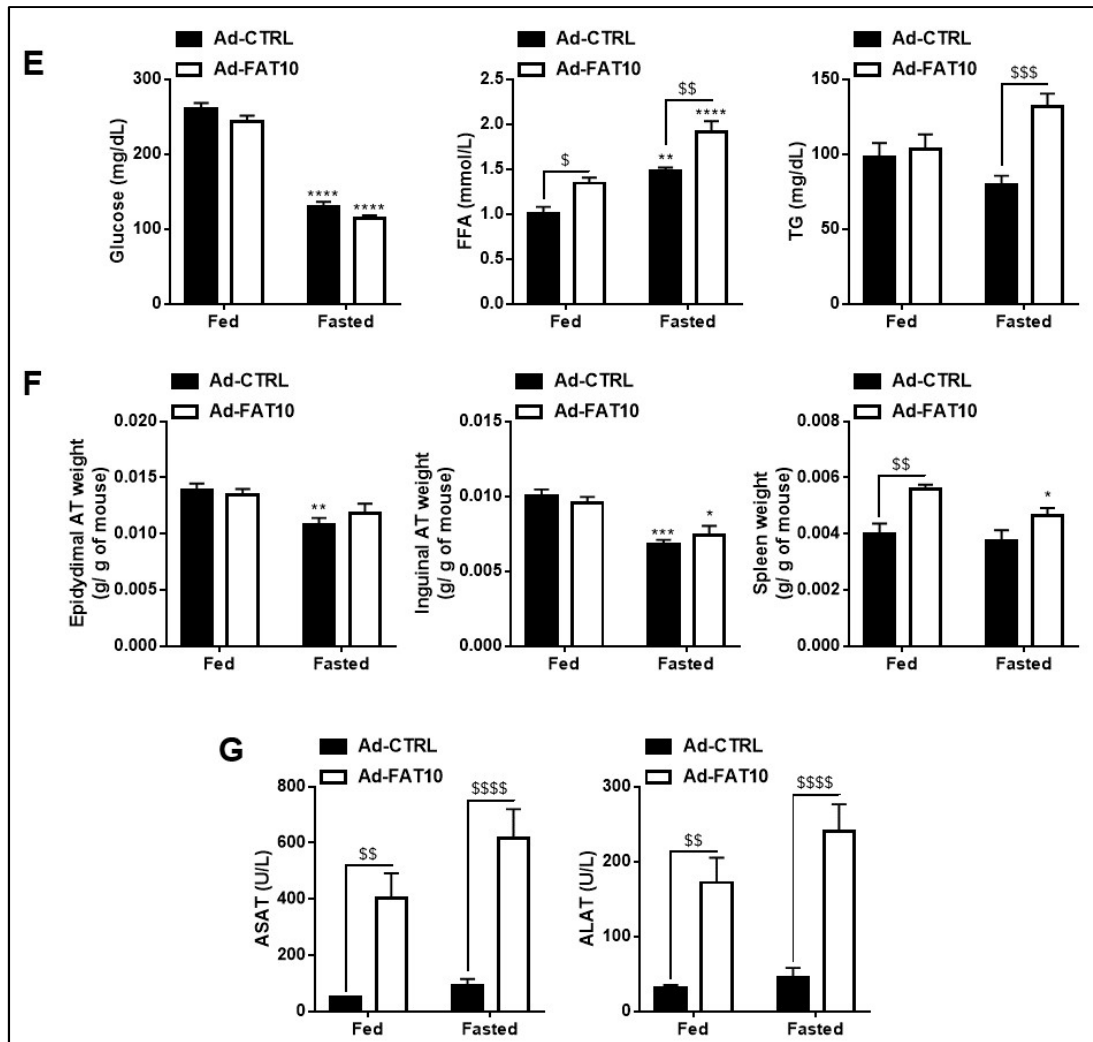 E
Ad-CTRL
Ad-FAT10
Glucose (mg/dL)
300
200
100
0
****
****
Fed
Fasted
Ad-CTRL
Ad-FAT10
FFA (mmol/L)
2.5
2.0
1.5
1.0
0.5
0.0
$
$$
**
****
Fed
Fasted
Ad-CTRL
Ad-FAT10
TG (mg/dL)
150
100
50
0
$$$
Fed
Fasted
F
Ad-CTRL
Ad-FAT10
Epidydimal AT weight
(g/ g of mouse)
0.020
0.015
0.010
0.005
0.000
**
Fed
Fasted
Ad-CTRL
Ad-FAT10
Inguinal AT weight
(g/ g of mouse)
0.015
0.010
0.005
0.000
***
*
Fed
Fasted
Ad-CTRL
Ad-FAT10
Spleen weight
(g/ g of mouse)
0.008
0.006
0.004
0.002
0.000
$$
*
Fed
Fasted
G
Ad-CTRL
Ad-FAT10
ASAT (U/L)
800
600
400
200
0
$$
$$$$
Fed
Fasted
Ad-CTRL
Ad-FAT10
ALAT (U/L)
300
200
100
0
$$
$$$$
Fed
Fasted